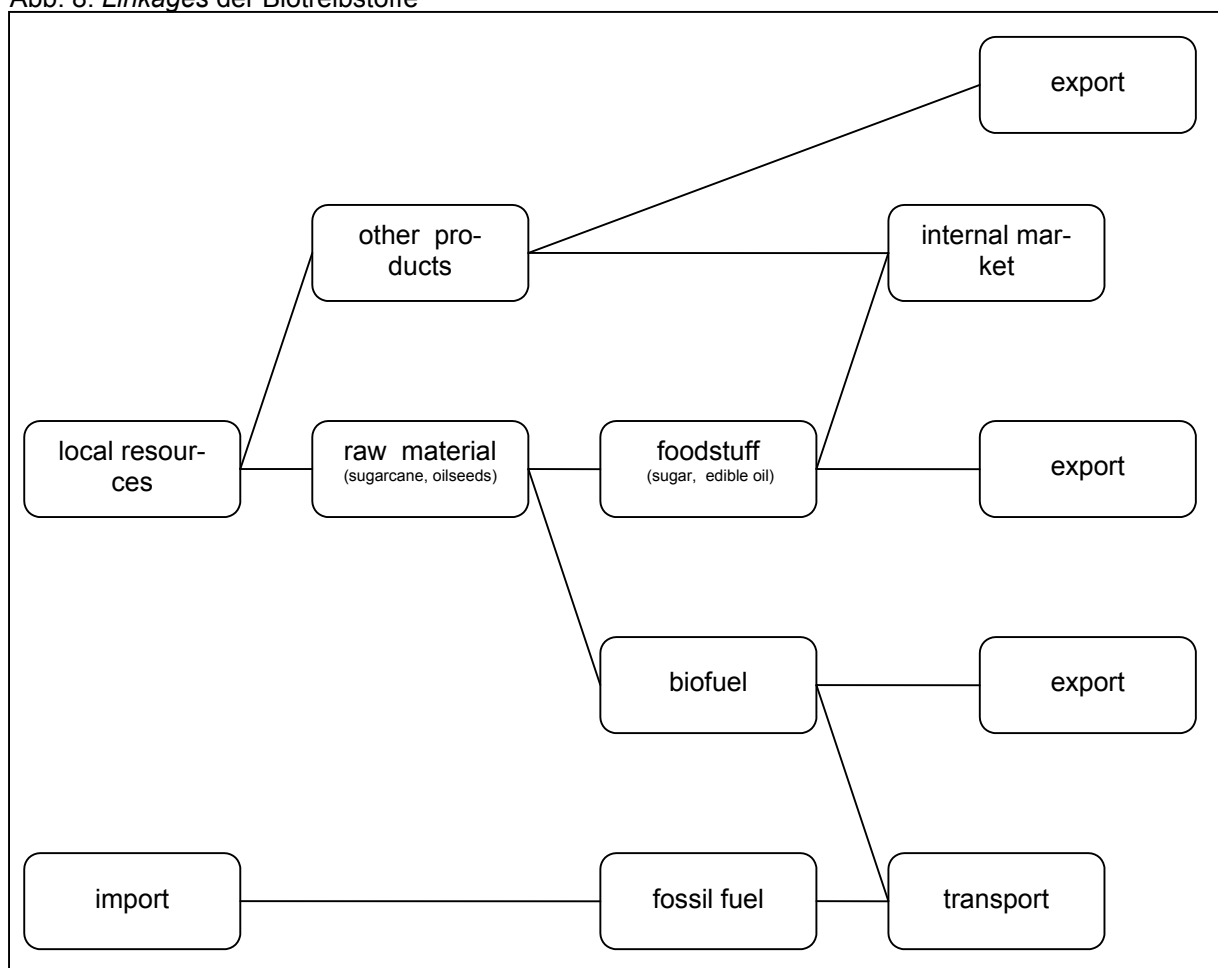 Abb. 8: Linkages der Biotreibstoffe
export
other pro-
ducts
internal mar-
ket
local resour-
ces
raw material
(sugarcane, oilseeds)
foodstuff
(sugar, edible oil)
export
biofuel
export
import
fossil fuel
transport